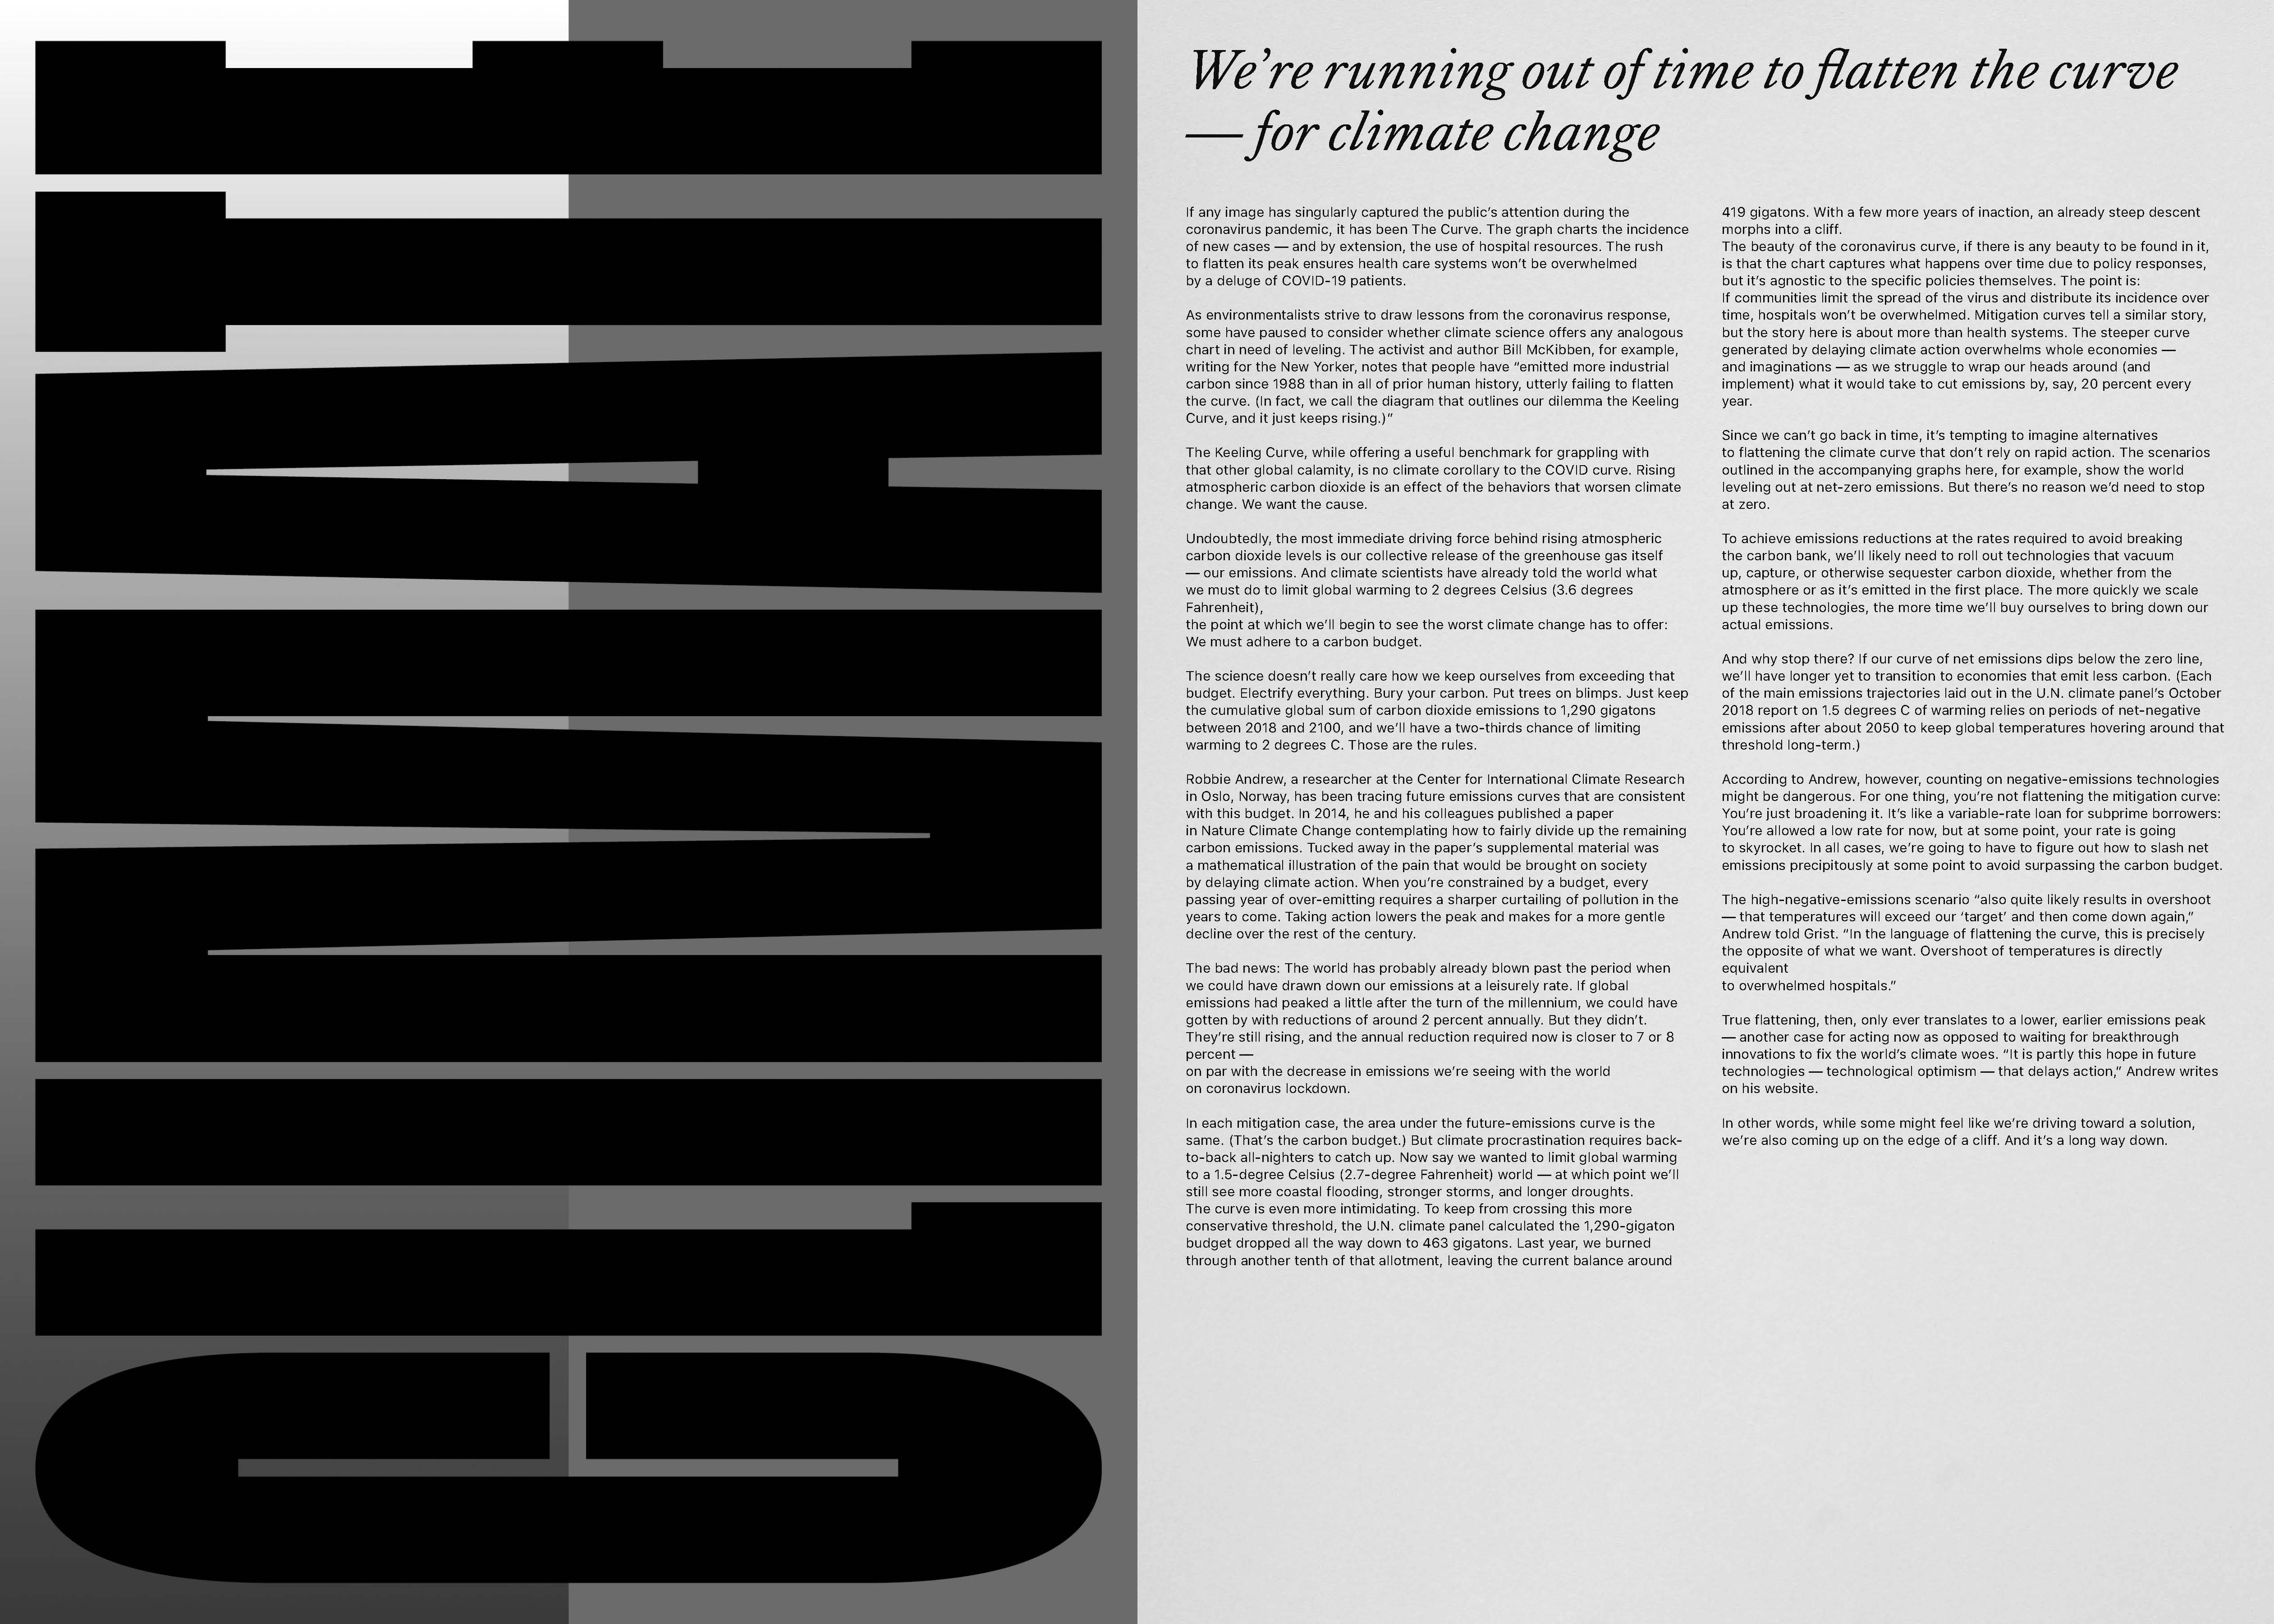 CLIMATE
We’re running out of time to flatten the curve
— for climate change
If any image has singularly captured the public’s attention during the
coronavirus pandemic, it has been The Curve. The graph charts the incidence
of new cases — and by extension, the use of hospital resources. The rush
to flatten its peak ensures health care systems won’t be overwhelmed
by a deluge of COVID-19 patients.
As environmentalists strive to draw lessons from the coronavirus response,
some have paused to consider whether climate science offers any analogous
chart in need of leveling. The activist and author Bill McKibben, for example,
writing for the New Yorker, notes that people have “emitted more industrial
carbon since 1988 than in all of prior human history, utterly failing to flatten
the curve. (In fact, we call the diagram that outlines our dilemma the Keeling
Curve, and it just keeps rising.)”
The Keeling Curve, while offering a useful benchmark for grappling with
that other global calamity, is no climate corollary to the COVID curve. Rising
atmospheric carbon dioxide is an effect of the behaviors that worsen climate
change. We want the cause.
Undoubtedly, the most immediate driving force behind rising atmospheric
carbon dioxide levels is our collective release of the greenhouse gas itself
— our emissions. And climate scientists have already told the world what
we must do to limit global warming to 2 degrees Celsius (3.6 degrees
Fahrenheit),
the point at which we’ll begin to see the worst climate change has to offer:
We must adhere to a carbon budget.
The science doesn’t really care how we keep ourselves from exceeding that
budget. Electrify everything. Bury your carbon. Put trees on blimps. Just keep
the cumulative global sum of carbon dioxide emissions to 1,290 gigatons
between 2018 and 2100, and we’ll have a two-thirds chance of limiting
warming to 2 degrees C. Those are the rules.
Robbie Andrew, a researcher at the Center for International Climate Research
in Oslo, Norway, has been tracing future emissions curves that are consistent
with this budget. In 2014, he and his colleagues published a paper
in Nature Climate Change contemplating how to fairly divide up the remaining
carbon emissions. Tucked away in the paper’s supplemental material was
a mathematical illustration of the pain that would be brought on society
by delaying climate action. When you’re constrained by a budget, every
passing year of over-emitting requires a sharper curtailing of pollution in the
years to come. Taking action lowers the peak and makes for a more gentle
decline over the rest of the century.
The bad news: The world has probably already blown past the period when
we could have drawn down our emissions at a leisurely rate. If global
emissions had peaked a little after the turn of the millennium, we could have
gotten by with reductions of around 2 percent annually. But they didn’t.
They’re still rising, and the annual reduction required now is closer to 7 or 8
percent —
on par with the decrease in emissions we’re seeing with the world
on coronavirus lockdown.
In each mitigation case, the area under the future-emissions curve is the
same. (That’s the carbon budget.) But climate procrastination requires back-
to-back all-nighters to catch up. Now say we wanted to limit global warming
to a 1.5-degree Celsius (2.7-degree Fahrenheit) world — at which point we’ll
still see more coastal flooding, stronger storms, and longer droughts.
The curve is even more intimidating. To keep from crossing this more
conservative threshold, the U.N. climate panel calculated the 1,290-gigaton
budget dropped all the way down to 463 gigatons. Last year, we burned
through another tenth of that allotment, leaving the current balance around
419 gigatons. With a few more years of inaction, an already steep descent
morphs into a cliff.
The beauty of the coronavirus curve, if there is any beauty to be found in it,
is that the chart captures what happens over time due to policy responses,
but it’s agnostic to the specific policies themselves. The point is:
If communities limit the spread of the virus and distribute its incidence over
time, hospitals won’t be overwhelmed. Mitigation curves tell a similar story,
but the story here is about more than health systems. The steeper curve
generated by delaying climate action overwhelms whole economies —
and imaginations — as we struggle to wrap our heads around (and
implement) what it would take to cut emissions by, say, 20 percent every
year.
Since we can’t go back in time, it’s tempting to imagine alternatives
to flattening the climate curve that don’t rely on rapid action. The scenarios
outlined in the accompanying graphs here, for example, show the world
leveling out at net-zero emissions. But there’s no reason we’d need to stop
at zero.
To achieve emissions reductions at the rates required to avoid breaking
the carbon bank, we’ll likely need to roll out technologies that vacuum
up, capture, or otherwise sequester carbon dioxide, whether from the
atmosphere or as it’s emitted in the first place. The more quickly we scale
up these technologies, the more time we’ll buy ourselves to bring down our
actual emissions.
And why stop there? If our curve of net emissions dips below the zero line,
we’ll have longer yet to transition to economies that emit less carbon. (Each
of the main emissions trajectories laid out in the U.N. climate panel’s October
2018 report on 1.5 degrees C of warming relies on periods of net-negative
emissions after about 2050 to keep global temperatures hovering around that
threshold long-term.)
According to Andrew, however, counting on negative-emissions technologies
might be dangerous. For one thing, you’re not flattening the mitigation curve:
You’re just broadening it. It’s like a variable-rate loan for subprime borrowers:
You’re allowed a low rate for now, but at some point, your rate is going
to skyrocket. In all cases, we’re going to have to figure out how to slash net
emissions precipitously at some point to avoid surpassing the carbon budget.
The high-negative-emissions scenario “also quite likely results in overshoot
— that temperatures will exceed our ‘target’ and then come down again,”
Andrew told Grist. “In the language of flattening the curve, this is precisely
the opposite of what we want. Overshoot of temperatures is directly
equivalent
to overwhelmed hospitals.”
True flattening, then, only ever translates to a lower, earlier emissions peak
— another case for acting now as opposed to waiting for breakthrough
innovations to fix the world’s climate woes. “It is partly this hope in future
technologies — technological optimism — that delays action,” Andrew writes
on his website.
In other words, while some might feel like we’re driving toward a solution,
we’re also coming up on the edge of a cliff. And it’s a long way down.